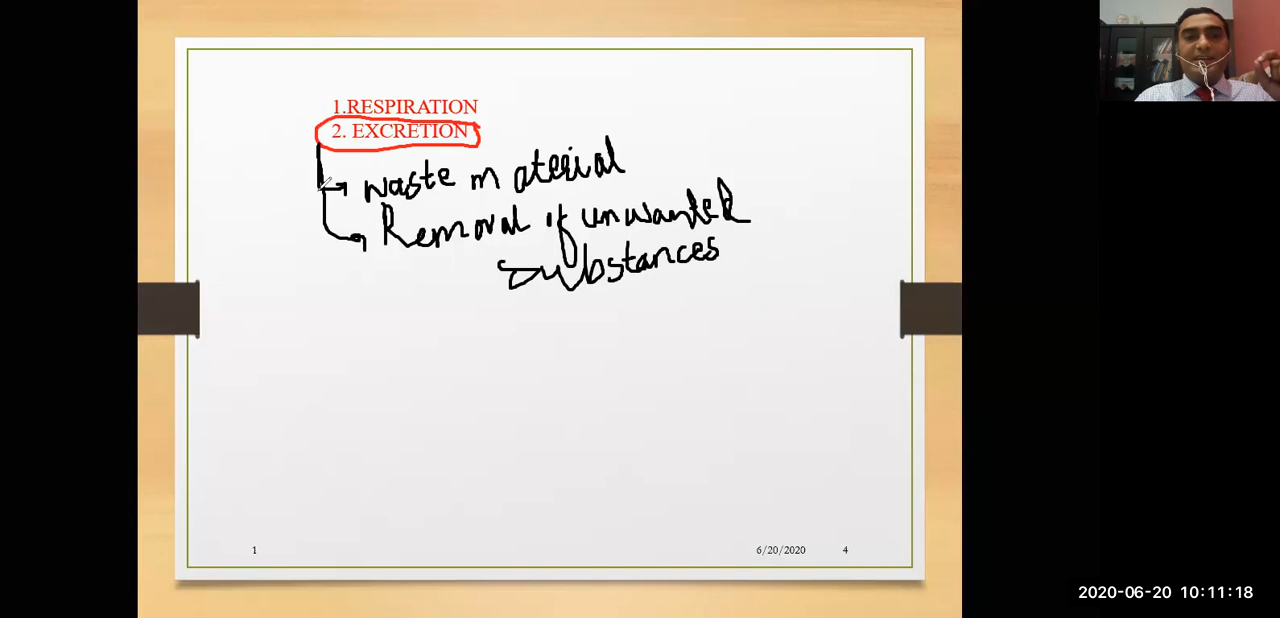 1.RESPIRATION
2. EXCRETION
waste material
Removal of unwanted
substances
1
6/20/2020
4
2020-06-20 10:11:18